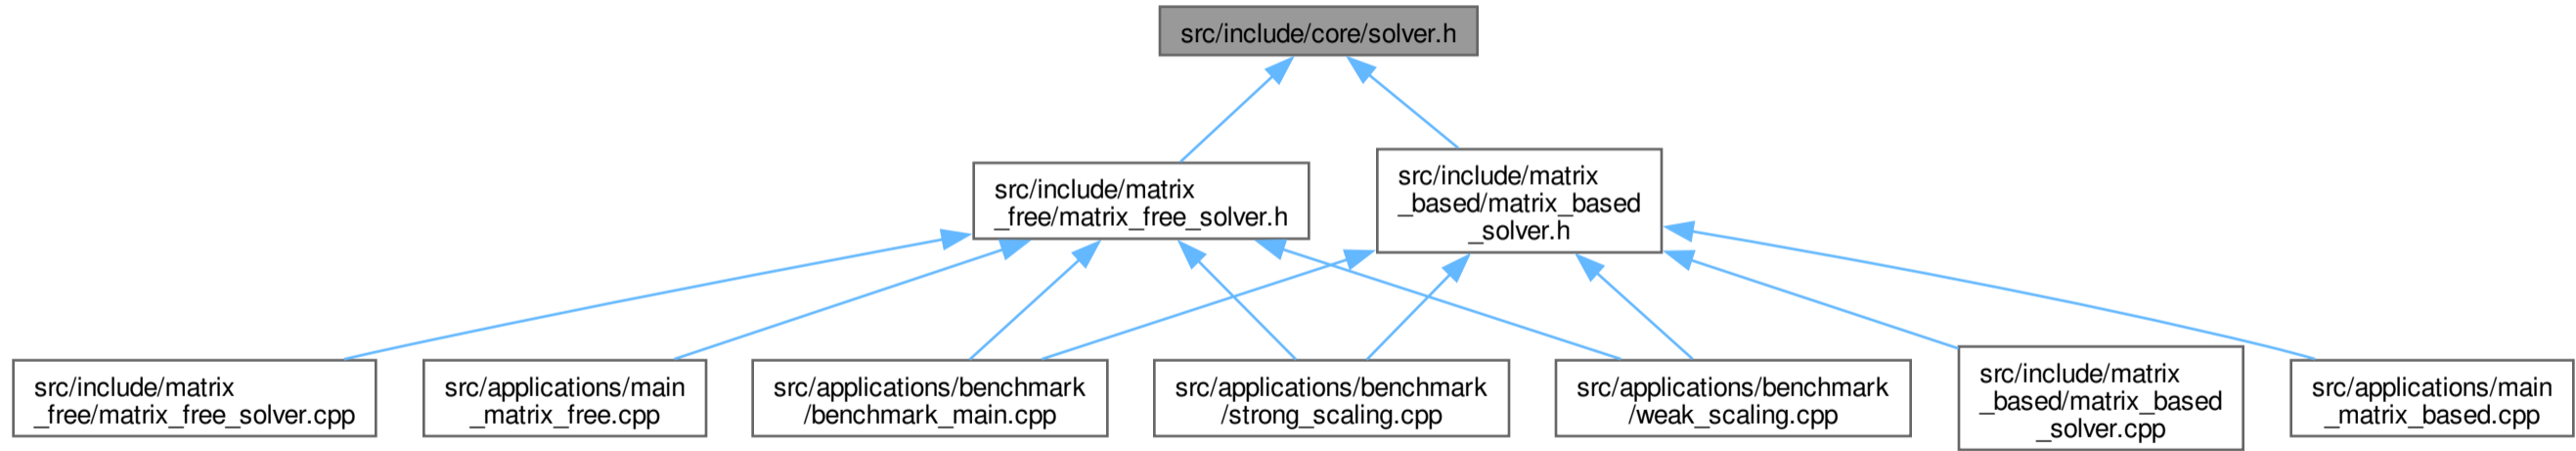 src/include/core/solver.h
src/include/matrix
_free/matrix_free_solver.h
src/include/matrix
_based/matrix_based
_solver.h
src/include/matrix
_free/matrix_free_solver.cpp
src/applications/main
_matrix_free.cpp
src/applications/benchmark
/benchmark_main.cpp
src/applications/benchmark
/strong_scaling.cpp
src/applications/benchmark
/weak_scaling.cpp
src/include/matrix
_based/matrix_based
_solver.cpp
src/applications/main
_matrix_based.cpp